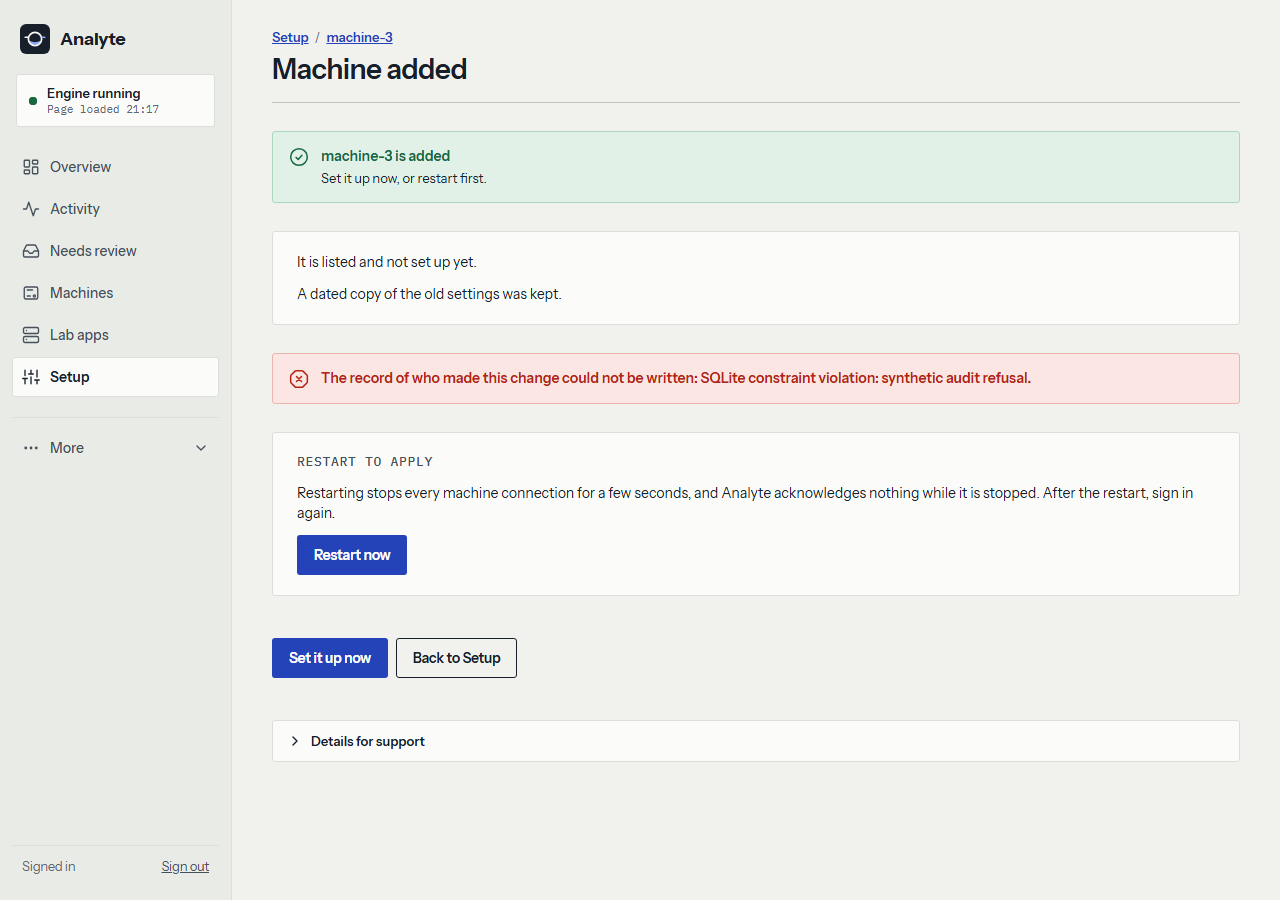 Analyte
Engine running
Page loaded 21:17
Overview
Activity
Needs review
Machines
Lab apps
Setup
More
Signed in
Sign out
Setup / machine-3
Machine added
machine-3 is added
Set it up now, or restart first.
It is listed and not set up yet.
A dated copy of the old settings was kept.
The record of who made this change could not be written: SQLite constraint violation: synthetic audit refusal.
RESTART TO APPLY
Restarting stops every machine connection for a few seconds, and Analyte acknowledges nothing while it is stopped. After the restart, sign in
again.
Restart now
Set it up now
Back to Setup
Details for support